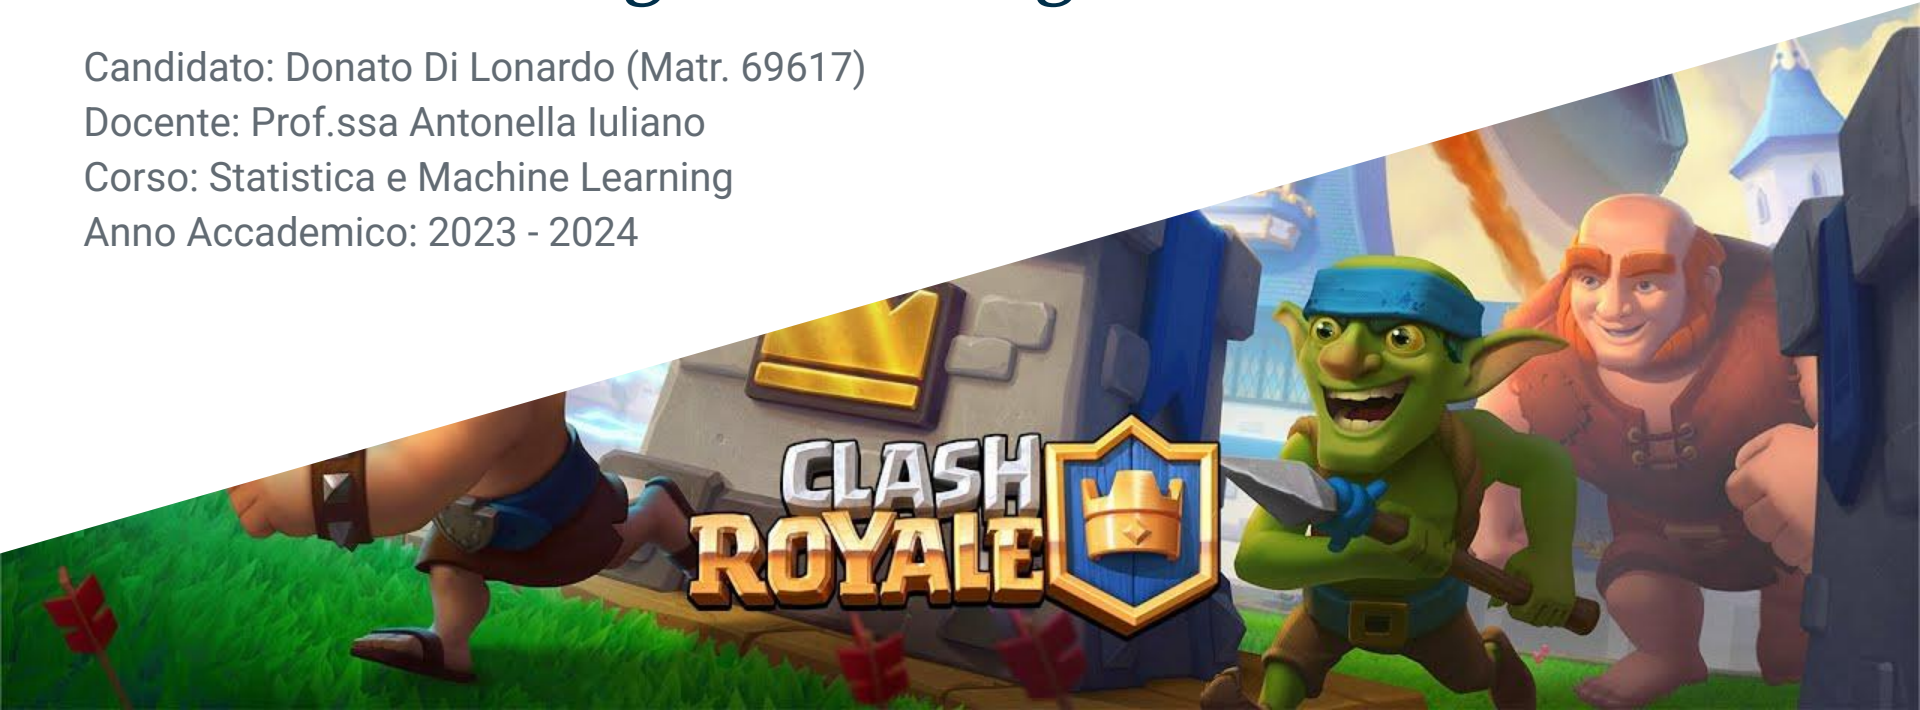 Candidato: Donato Di Lonardo (Matr. 69617)
Docente: Prof.ssa Antonella Iuliano
Corso: Statistica e Machine Learning
Anno Accademico: 2023 - 2024
CLASH
ROYALE